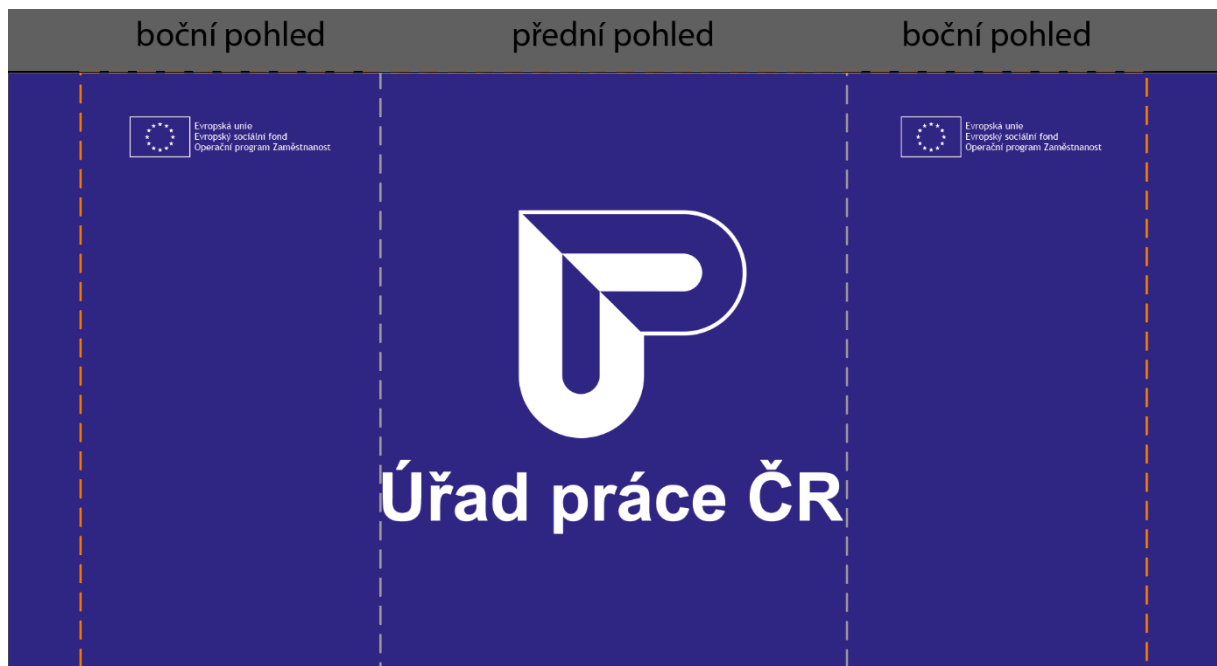 boční pohled
přední pohled
boční pohled
Evropská unie
Evropský sociální fond
Operační program Zaměstnanost
Evropská unie
Evropský sociální fond
Operační program Zaměstnanost
Úřad práce ČR